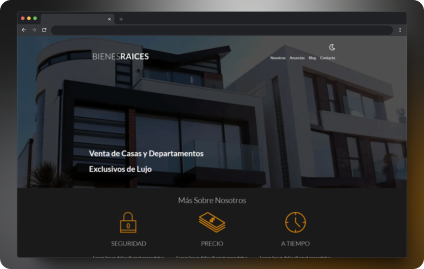 BIENESRAICES
Nosotros Anuncios Blog Contacto
Venta de Casas y Departamentos
Exclusivos de Lujo
Más Sobre Nosotros
SEGURIDAD PRECIO A TIEMPO